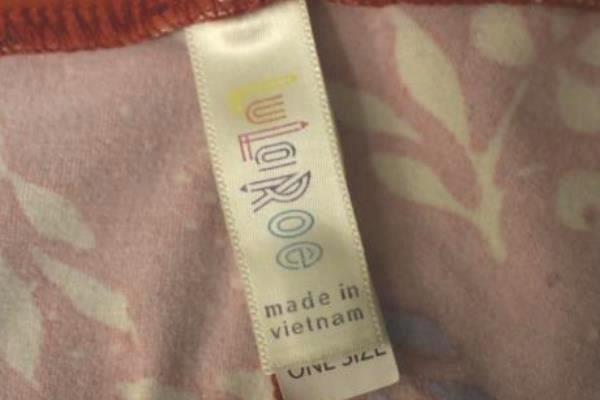 LuLaRoe
made in
vietnam
ONE SIZE